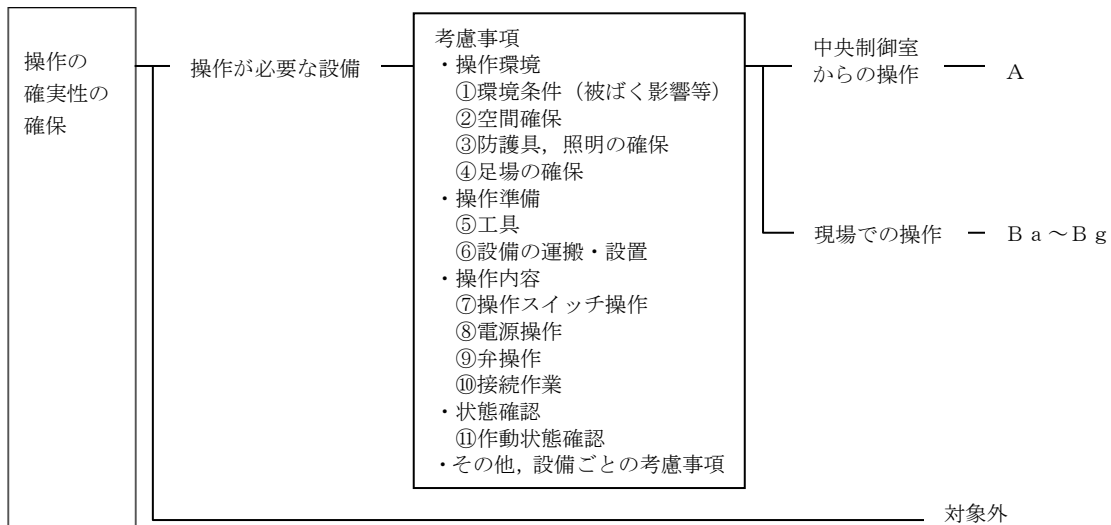 操作の
確実性の
確保
操作が必要な設備
考慮事項
・操作環境
①環境条件（被ばく影響等）
②空間確保
③防護具，照明の確保
④足場の確保
・操作準備
⑤工具
⑥設備の運搬・設置
・操作内容
⑦操作スイッチ操作
⑧電源操作
⑨弁操作
⑩接続作業
・状態確認
⑪作動状態確認
・その他，設備ごとの考慮事項
中央制御室
からの操作
Ａ
現場での操作
Ｂａ～Ｂｇ
対象外